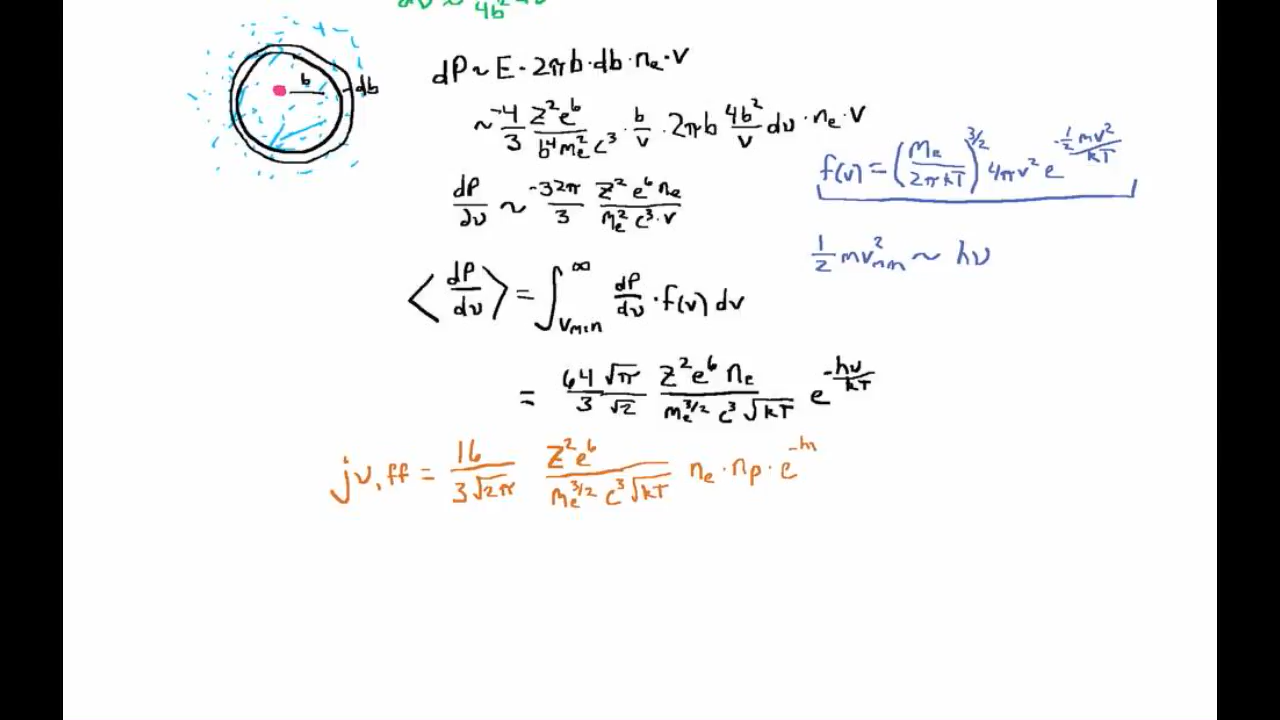 4b²
b
db
dP ~ E · 2πb · db · nₑ · v
~ -4/3 Z²e⁶/(b⁴mₑ²c³) · b/v · 2πb 4b²/v dν · nₑ · v
f(v) = (mₑ/2πkT)^3/2 4πv² e^(-½mv²/kT)
dP/dν ~ -32π/3 Z²e⁶nₑ/(mₑ²c³·v)
½mv²min ~ hν
⟨dP/dν⟩ = ∫_vmin^∞ dP/dν · f(v) dv
= 64√π/3√2 Z²e⁶nₑ/(mₑ^3/2 c³√kT) e^(-hν/kT)
jν,ff = 16/(3√2π) Z²e⁶/(mₑ^3/2 c³√kT) nₑ · nₚ · e^-h